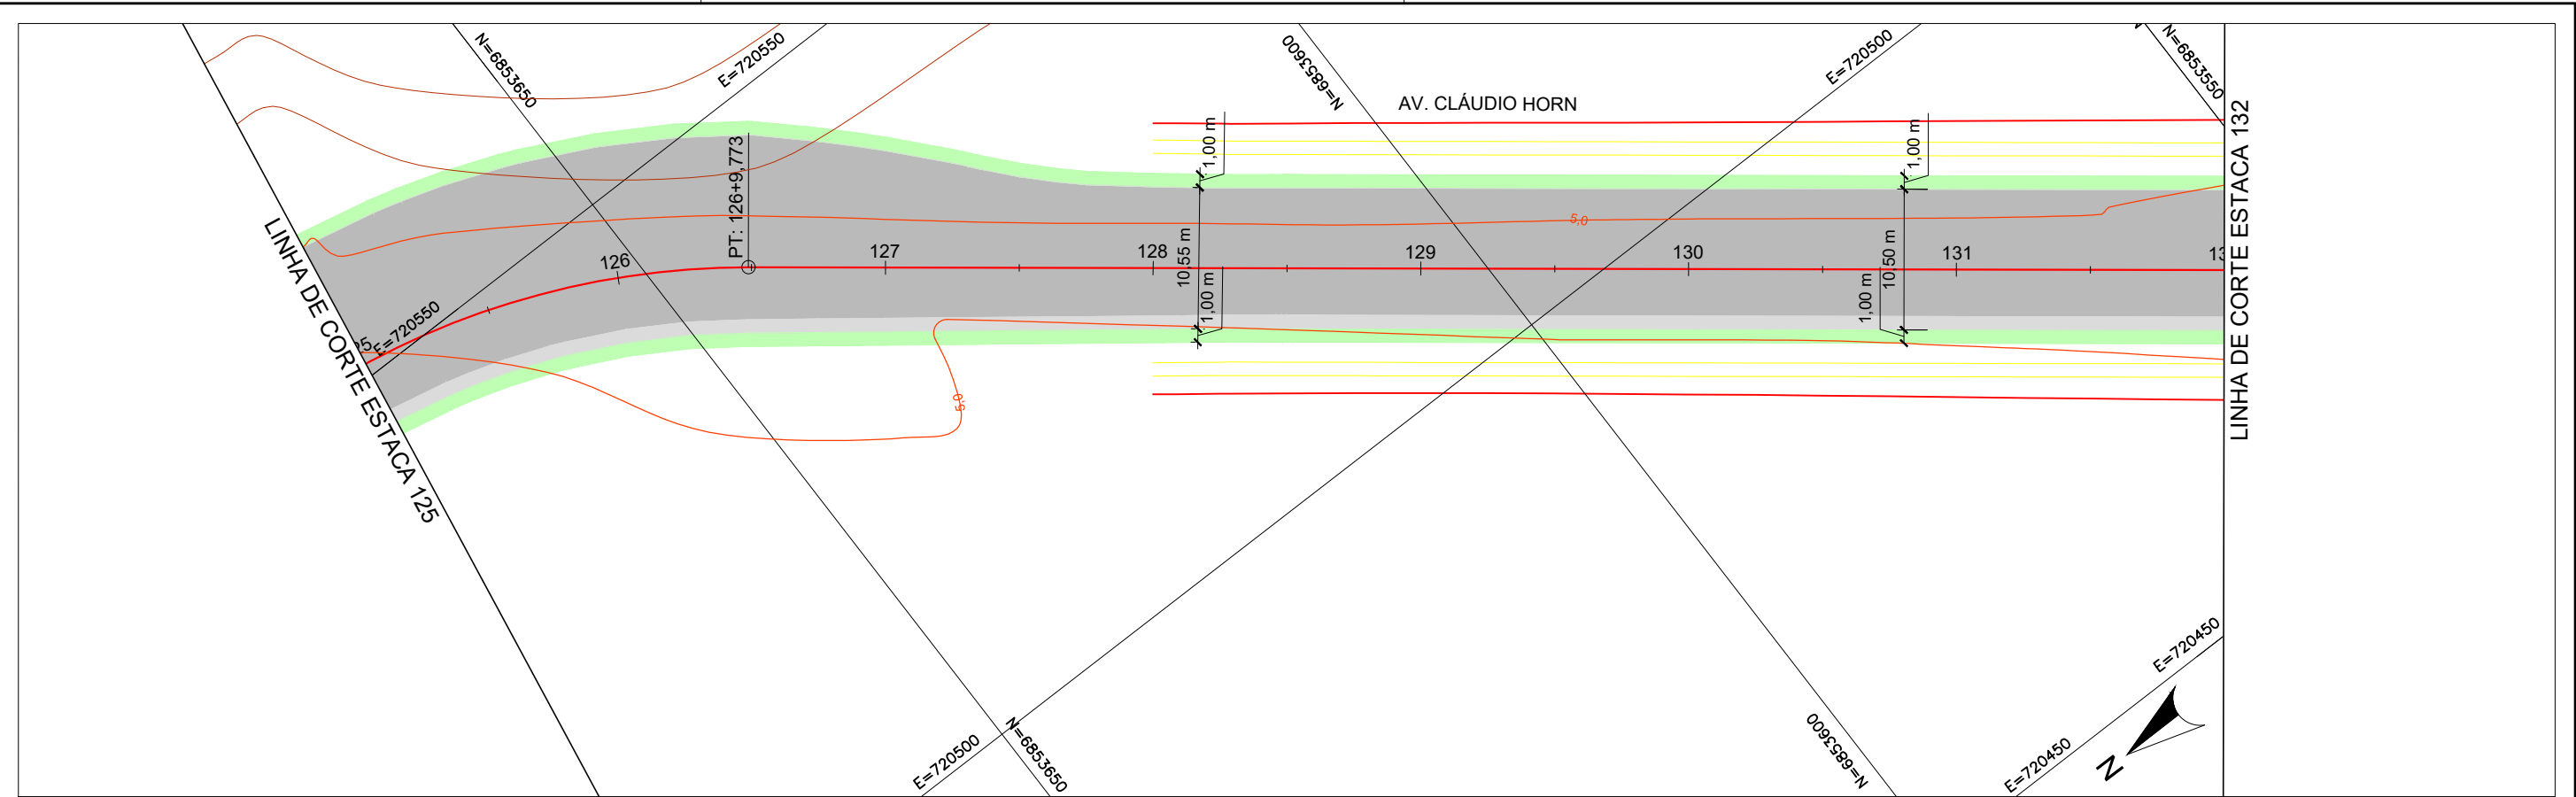 N=6853650
E=720550
N=6853600
E=720500
N=6853550
AV. CLÁUDIO HORN
1,00 m
1,00 m
PT: 126+9,773
LINHA DE CORTE ESTACA 132
5,0
126
127
128
129
130
131
13
10,55 m
10,50 m
1,00 m
1,00 m
LINHA DE CORTE ESTACA 125
25
E=720550
5,0
E=720450
E=720500
N=6853650
N=6853600
E=720450
N